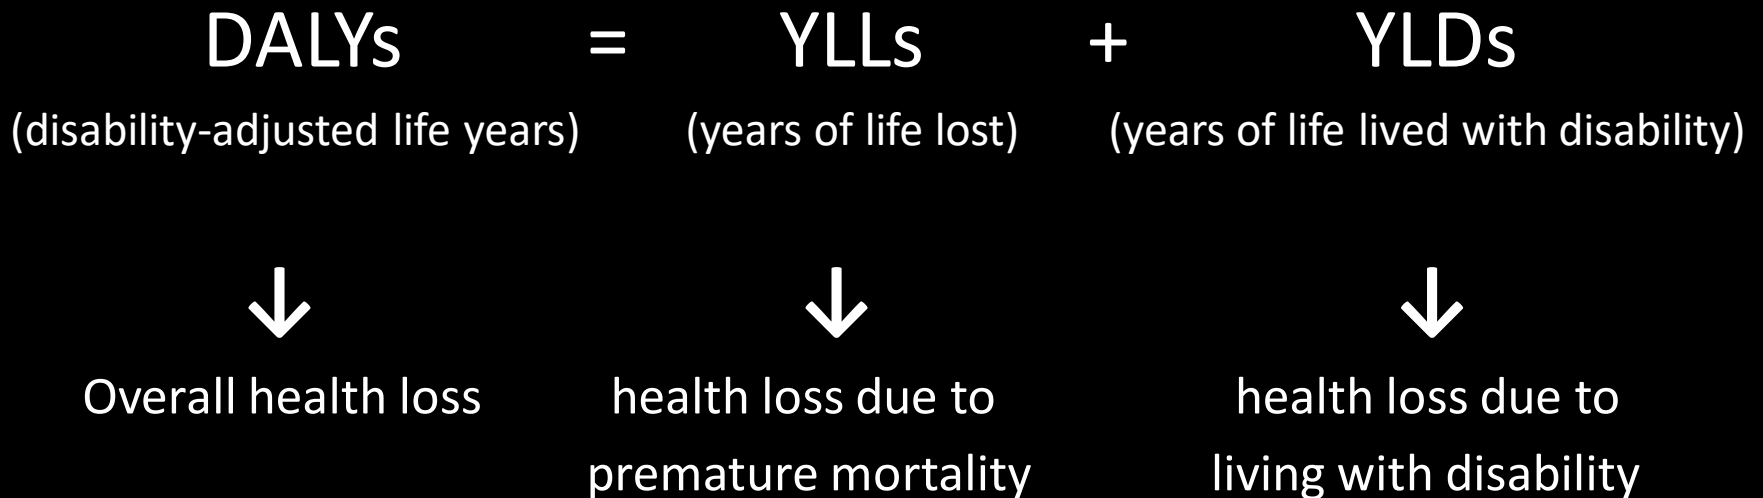 DALYs = YLLs + YLDs
(disability-adjusted life years) (years of life lost) (years of life lived with disability)
↓ ↓ ↓
Overall health loss health loss due to health loss due to
premature mortality living with disability